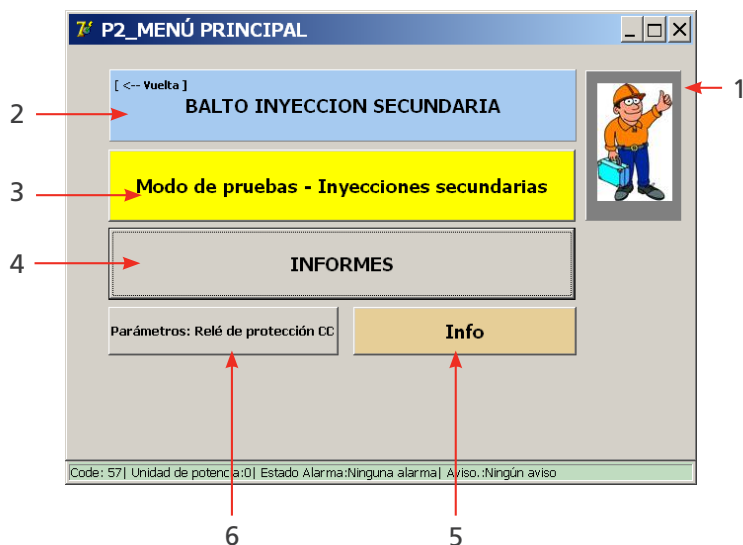 P2_MENÚ PRINCIPAL
[ <-- Vuelta ]
BALTO INYECCION SECUNDARIA
1
2
Modo de pruebas - Inyecciones secundarias
3
INFORMES
4
Parámetros: Relé de protección CC
Info
Code: 57| Unidad de potencia:0| Estado Alarma:Ninguna alarma| Aviso.:Ningún aviso
6
5